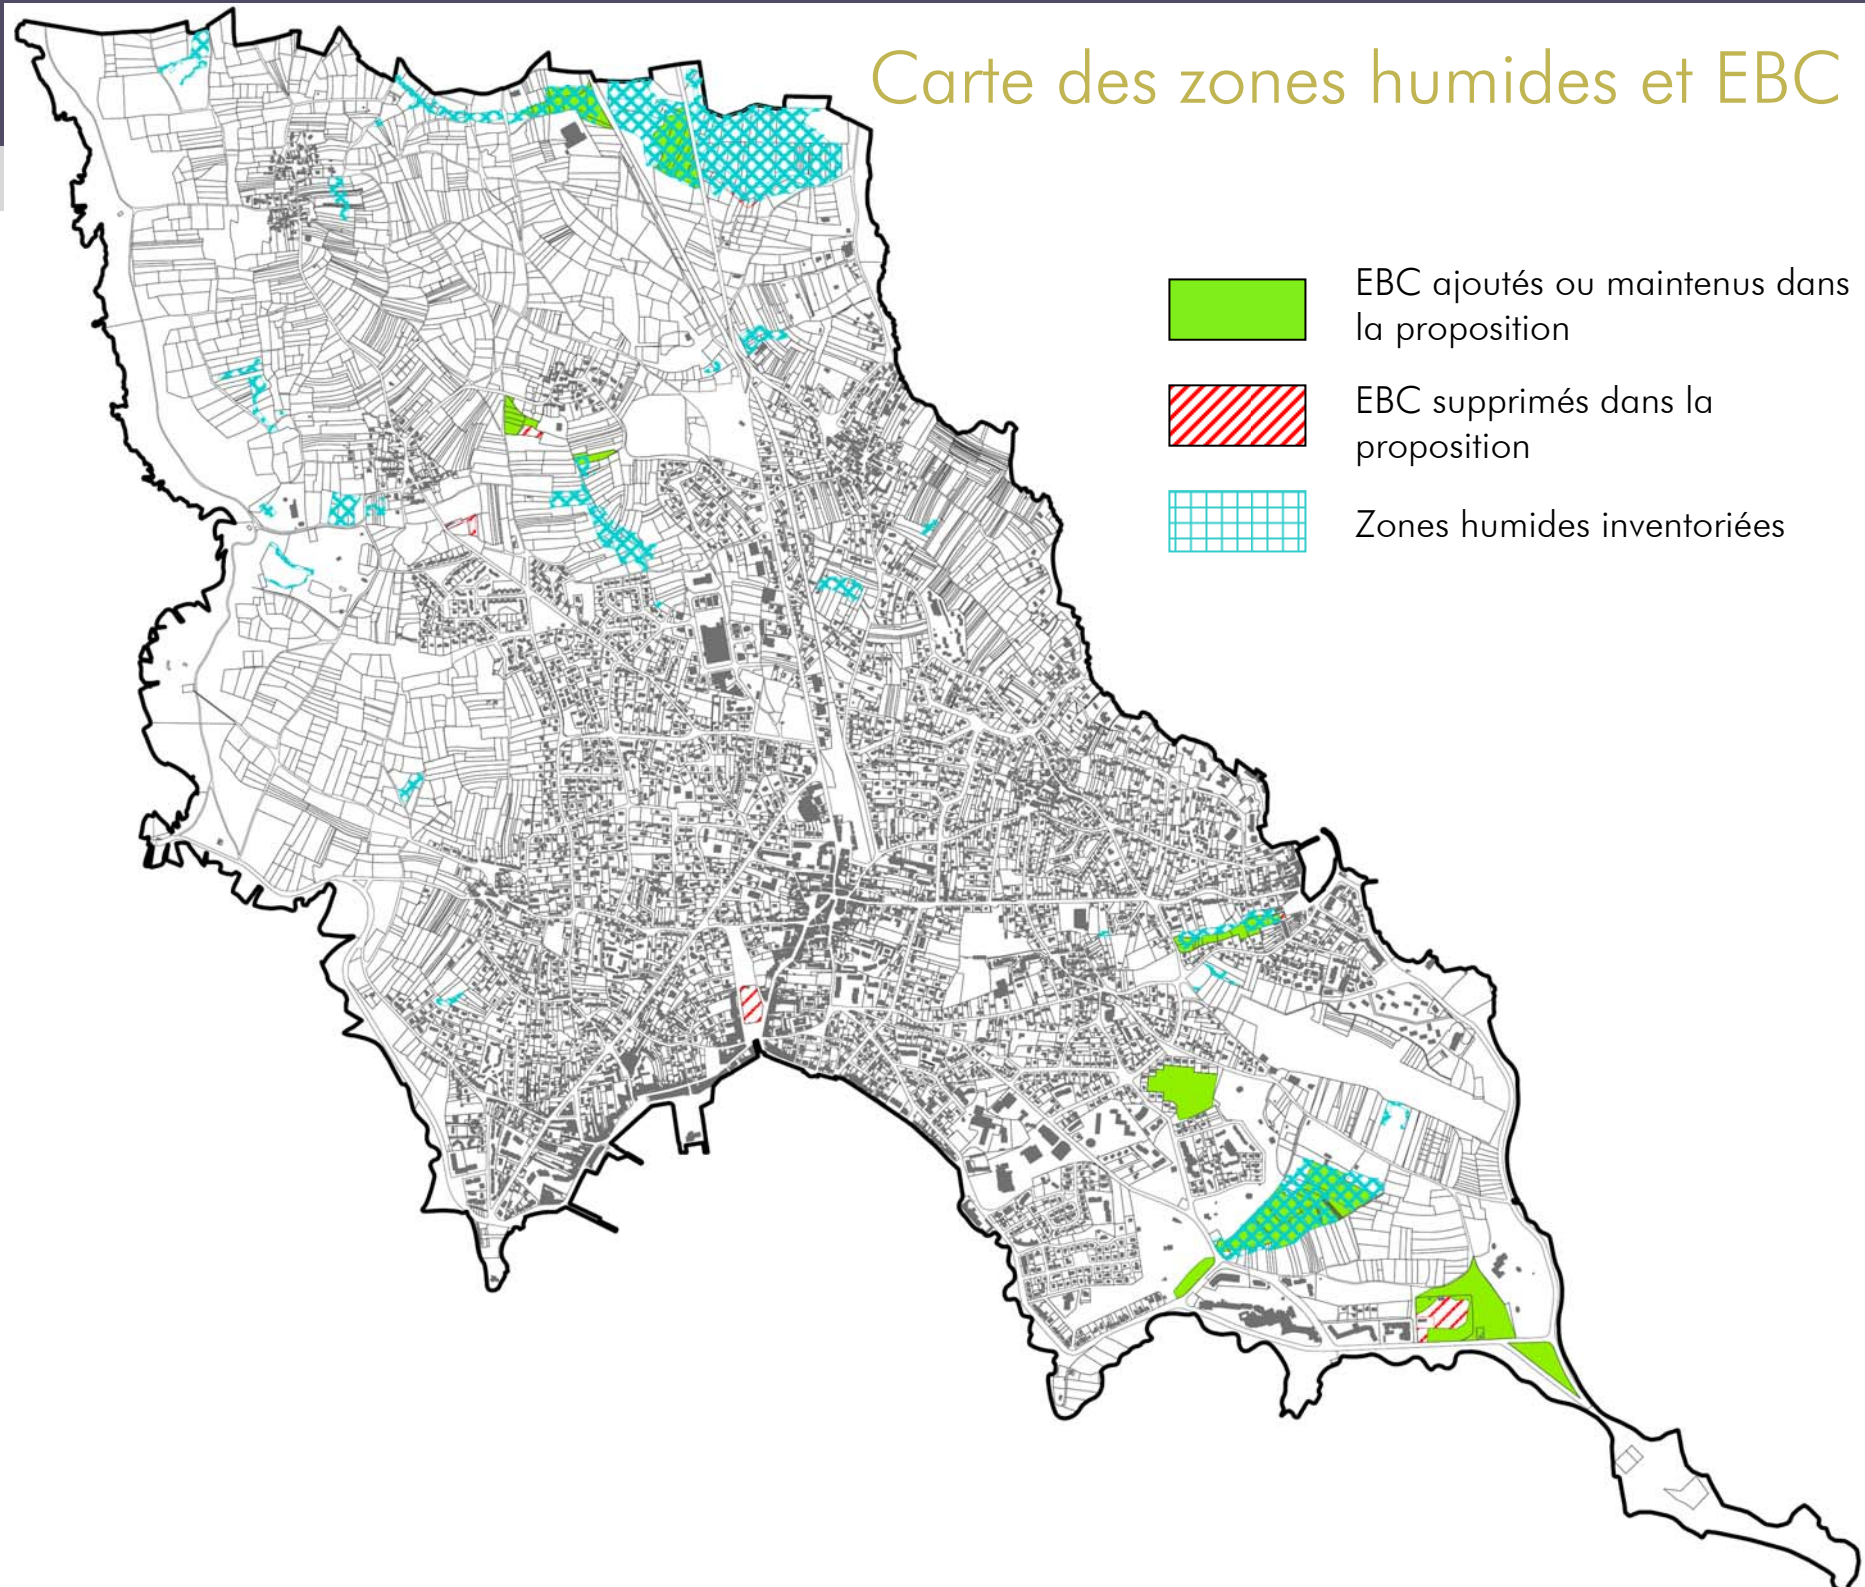 Carte des zones humides et EBC
EBC ajoutés ou maintenus dans
la proposition
EBC supprimés dans la
proposition
Zones humides inventoriées